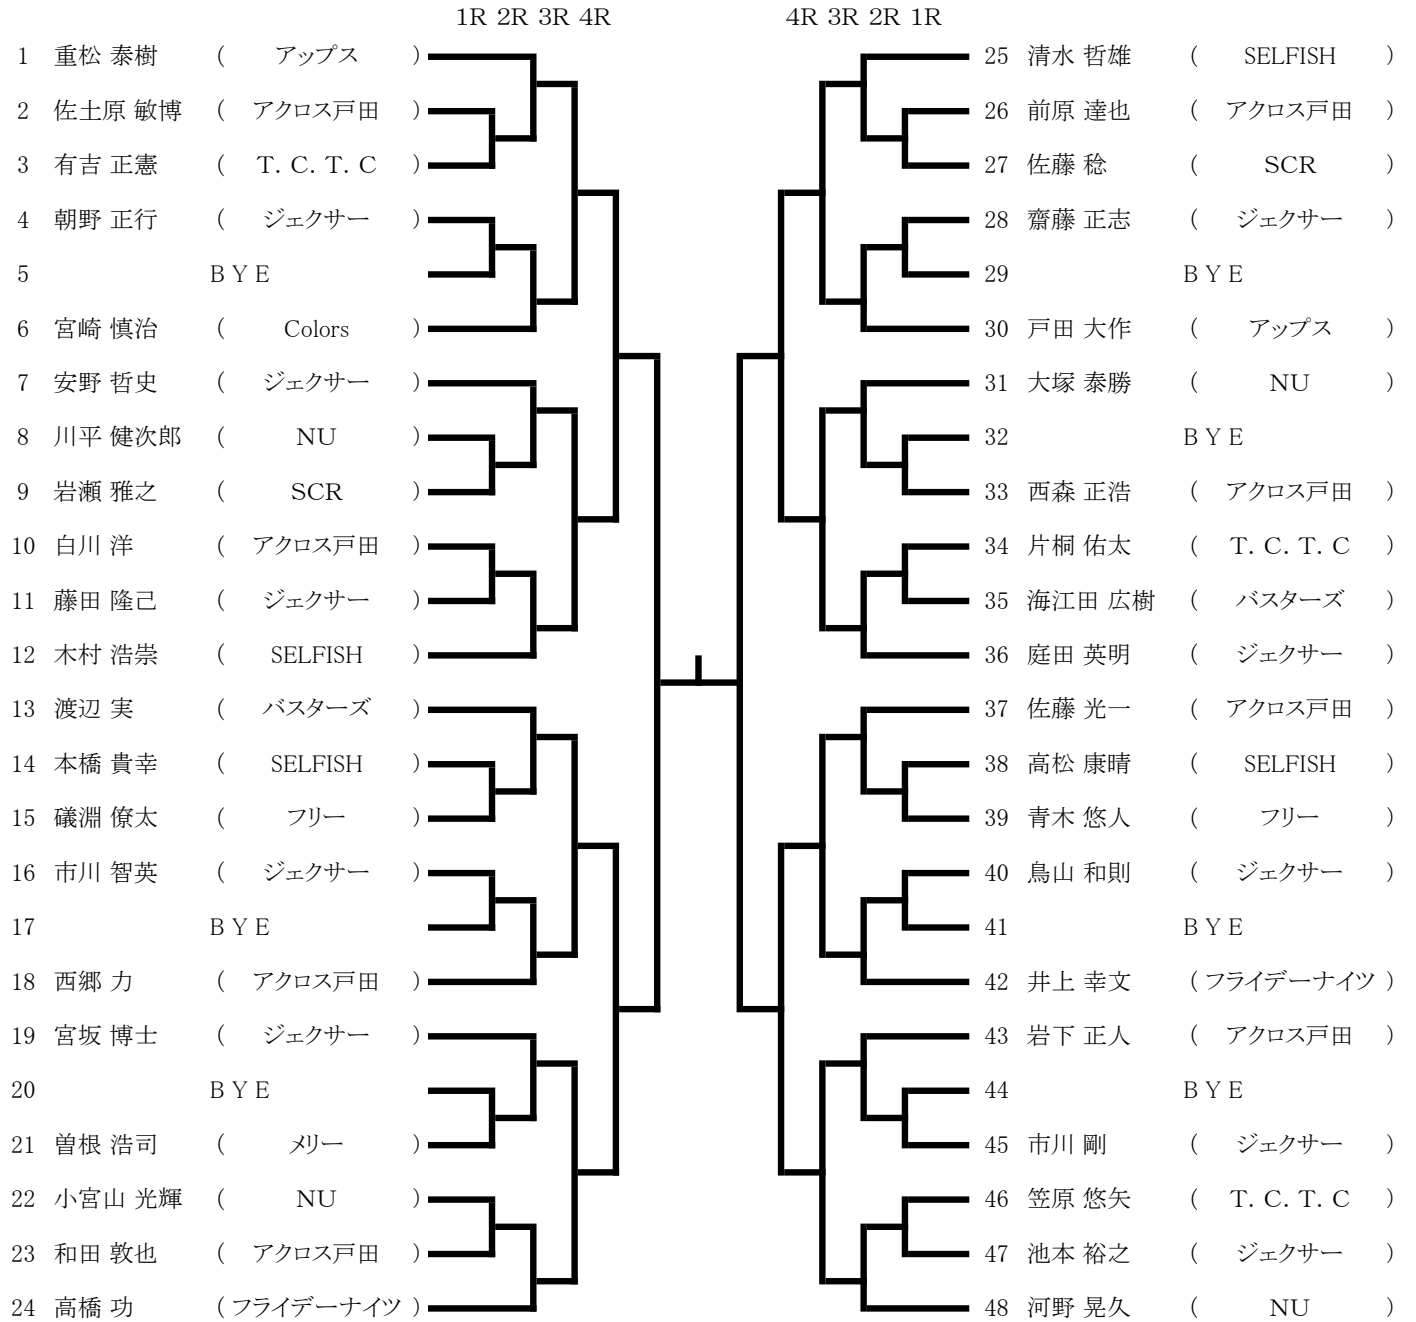 1R 2R 3R 4R 4R 3R 2R 1R
1 重松 泰樹 ( アップス ) 25 清水 哲雄 ( SELFISH )
2 佐土原 敏博 ( アクロス戸田 ) 26 前原 達也 ( アクロス戸田 )
3 有吉 正憲 ( T．C．T．C ) 27 佐藤 稔 ( SCR )
4 朝野 正行 ( ジェクサー ) 28 齋藤 正志 ( ジェクサー )
5 B Y E 29 B Y E
6 宮崎 慎治 ( Colors ) 30 戸田 大作 ( アップス )
7 安野 哲史 ( ジェクサー ) 31 大塚 泰勝 ( NU )
8 川平 健次郎 ( NU ) 32 B Y E
9 岩瀬 雅之 ( SCR ) 33 西森 正浩 ( アクロス戸田 )
10 白川 洋 ( アクロス戸田 ) 34 片桐 佑太 ( T．C．T．C )
11 藤田 隆己 ( ジェクサー ) 35 海江田 広樹 ( バスターズ )
12 木村 浩崇 ( SELFISH ) 36 庭田 英明 ( ジェクサー )
13 渡辺 実 ( バスターズ ) 37 佐藤 光一 ( アクロス戸田 )
14 本橋 貴幸 ( SELFISH ) 38 高松 康晴 ( SELFISH )
15 礒淵 僚太 ( フリー ) 39 青木 悠人 ( フリー )
16 市川 智英 ( ジェクサー ) 40 鳥山 和則 ( ジェクサー )
17 B Y E 41 B Y E
18 西郷 力 ( アクロス戸田 ) 42 井上 幸文 ( フライデーナイツ )
19 宮坂 博士 ( ジェクサー ) 43 岩下 正人 ( アクロス戸田 )
20 B Y E 44 B Y E
21 曽根 浩司 ( メリー ) 45 市川 剛 ( ジェクサー )
22 小宮山 光輝 ( NU ) 46 笠原 悠矢 ( T．C．T．C )
23 和田 敦也 ( アクロス戸田 ) 47 池本 裕之 ( ジェクサー )
24 高橋 功 ( フライデーナイツ ) 48 河野 晃久 ( NU )